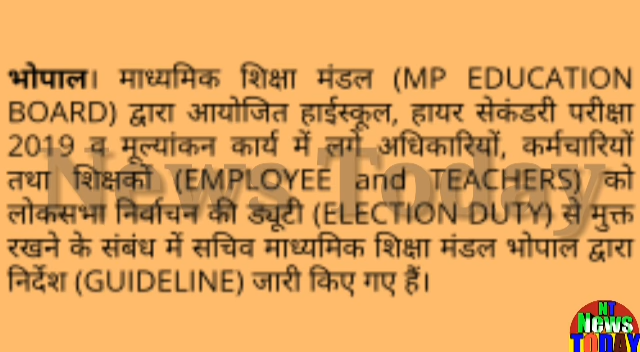 भोपाल। माध्यमिक शिक्षा मंडल (MP EDUCATION
BOARD) द्वारा आयोजित हाईस्कूल, हायर सेकंडरी परीक्षा
2019 व मूल्यांकन कार्य में लगे अधिकारियों, कर्मचारियों
तथा शिक्षकों (EMPLOYEE and TEACHERS) को
लोकसभा निर्वाचन की ड्यूटी (ELECTION DUTY) से मुक्त
रखने के संबंध में सचिव माध्यमिक शिक्षा मंडल भोपाल द्वारा
निर्देश (GUIDELINE) जारी किए गए हैं।
News Today
NT
News
TODAY